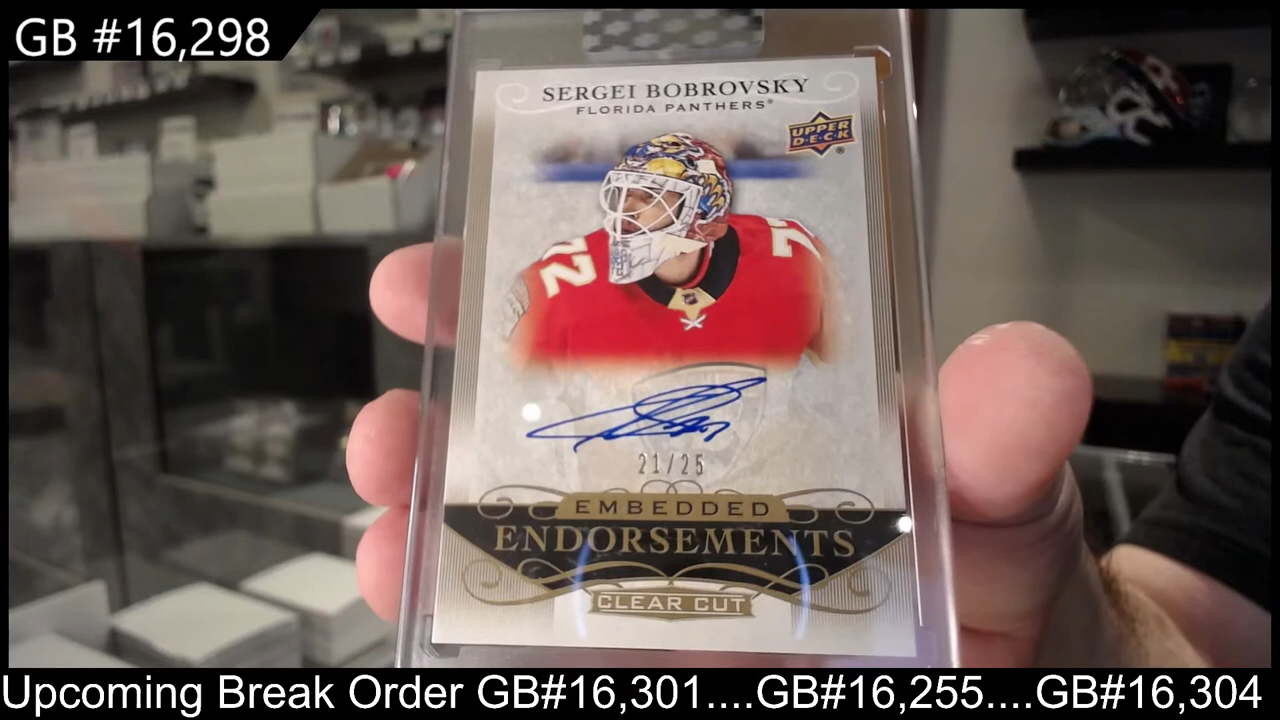 GB #16,298
SERGEI BOBROVSKY
FLORIDA PANTHERS®
UPPER
D·E·C·K®
72
21/25
EMBEDDED
ENDORSEMENTS
CLEAR CUT
Upcoming Break Order GB#16,301....GB#16,255....GB#16,304